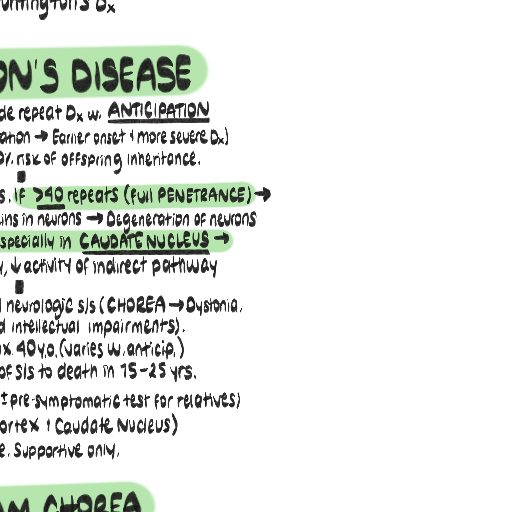 untington's Dx
ON'S DISEASE
de repeat Dx w. ANTICIPATION
ation → Earlier onset + more severe Dx)
0% risk of offspring inheritance.
s. If >40 repeats (full PENETRANCE) →
ins in neurons → Degeneration of neurons
specially in CAUDATE NUCLEUS →
y, ↓ activity of indirect pathway
l neurologic s/s (CHOREA → Dystonia,
d intellectual impairments).
x. 40 y.o. (varies w. anticip.)
of s/s to death in 15-25 yrs.
± pre-symptomatic test for relatives)
ortex + Caudate Nucleus)
e. Supportive only.
AM CHOREA